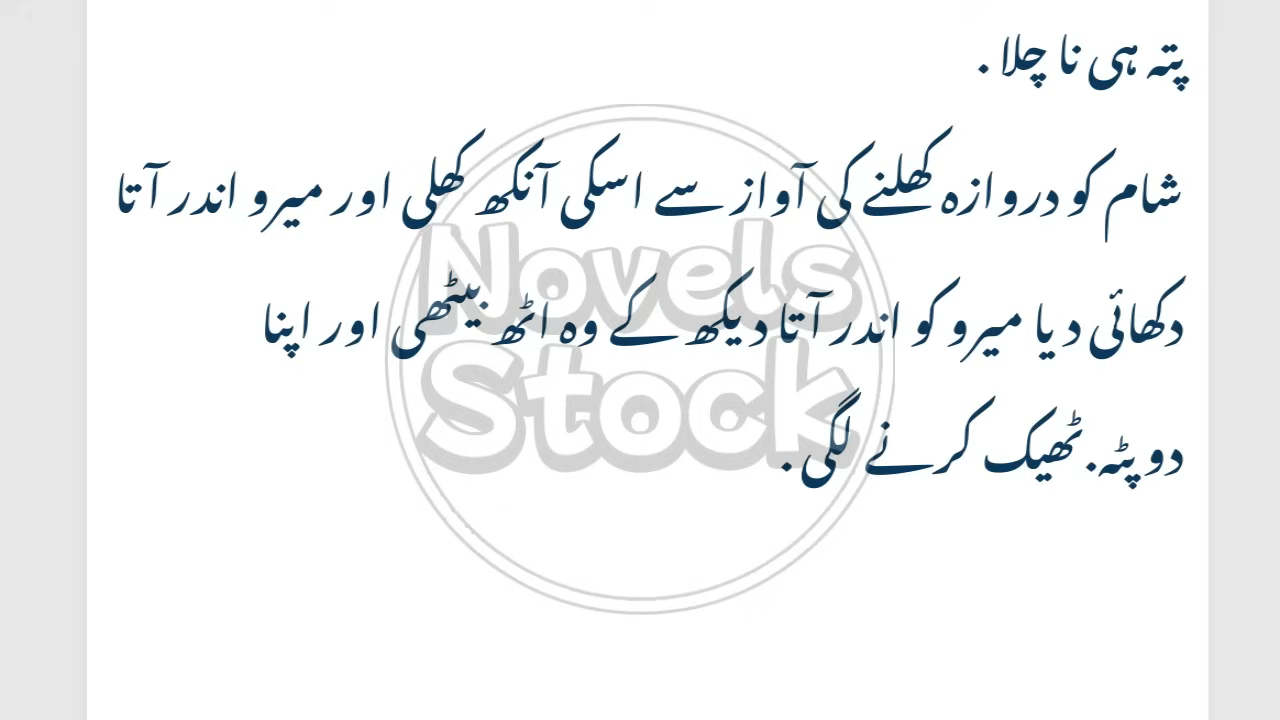 پتہ ہی نا چلا .
شام کو دروازہ کھلنے کی آواز سے اسکی آنکھ کھلی اور میرو اندر آتا
دکھائی دیا میرو کو اندر آتا دیکھ کے وہ اٹھ بیٹھی اور اپنا
دوپٹہ. ٹھیک کرنے لگی .
Novels
Stock